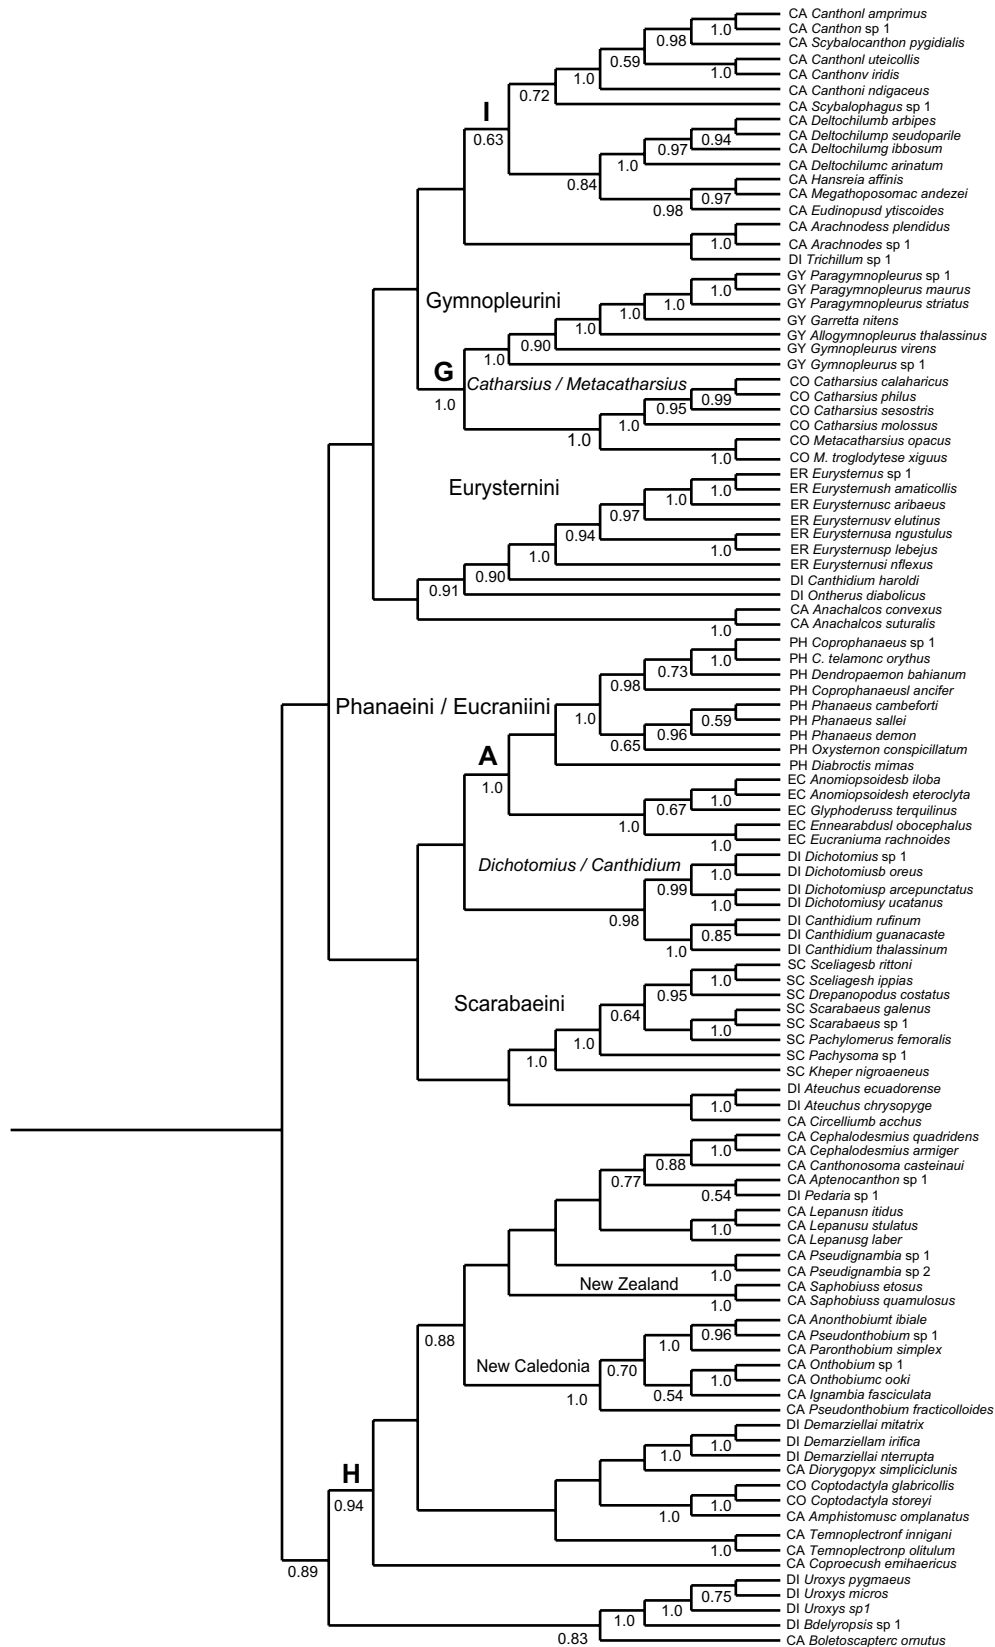 CA Canthonl amprimus
1.0
CA Canthon sp 1
0.98
CA Scybalocanthon pygidialis
0.59
CA Canthonl uteicollis
1.0
CA Canthonv iridis
1.0
CA Canthoni ndigaceus
0.72
CA Scybalophagus sp 1
I
0.63
CA Deltochilumb arbipes
0.94
CA Deltochilump seudoparile
0.97
CA Deltochilumg ibbosum
1.0
CA Deltochilumc arinatum
0.84
CA Hansreia affinis
0.97
CA Megathoposomac andezei
0.98
CA Eudinopusd ytiscoides
CA Arachnodess plendidus
1.0
CA Arachnodes sp 1
DI Trichillum sp 1
Gymnopleurini
GY Paragymnopleurus sp 1
1.0
GY Paragymnopleurus maurus
1.0
GY Paragymnopleurus striatus
1.0
GY Garretta nitens
1.0
GY Allogymnopleurus thalassinus
0.90
GY Gymnopleurus virens
1.0
GY Gymnopleurus sp 1
G
1.0
Catharsius / Metacatharsius
CO Catharsius calaharicus
0.99
CO Catharsius philus
0.95
CO Catharsius sesostris
1.0
CO Catharsius molossus
1.0
CO Metacatharsius opacus
1.0
CO M. troglodytese xiguus
Eurysternini
ER Eurysternus sp 1
1.0
ER Eurysternush amaticollis
1.0
ER Eurysternusc aribaeus
0.97
ER Eurysternusv elutinus
0.94
ER Eurysternusa ngustulus
1.0
ER Eurysternusp lebejus
1.0
ER Eurysternusi nflexus
0.90
DI Canthidium haroldi
0.91
DI Ontherus diabolicus
CA Anachalcos convexus
1.0
CA Anachalcos suturalis
Phanaeini / Eucraniini
PH Coprophanaeus sp 1
1.0
PH C. telamonc orythus
0.73
PH Dendropaemon bahianum
0.98
PH Coprophanaeusl ancifer
1.0
PH Phanaeus cambeforti
0.59
PH Phanaeus sallei
0.96
PH Phanaeus demon
0.65
PH Oxysternon conspicillatum
PH Diabroctis mimas
A
1.0
EC Anomiopsoidesb iloba
1.0
EC Anomiopsoidesh eteroclyta
0.67
EC Glyphoderuss terquilinus
1.0
EC Ennearabdusl obocephalus
1.0
EC Eucraniuma rachnoides
Dichotomius / Canthidium
DI Dichotomius sp 1
1.0
DI Dichotomiusb oreus
0.99
DI Dichotomiusp arcepunctatus
1.0
DI Dichotomiusy ucatanus
0.98
DI Canthidium rufinum
0.85
DI Canthidium guanacaste
1.0
DI Canthidium thalassinum
Scarabaeini
SC Sceliagesb rittoni
1.0
SC Sceliagesh ippias
0.95
SC Drepanopodus costatus
0.64
SC Scarabaeus galenus
1.0
SC Scarabaeus sp 1
1.0
SC Pachylomerus femoralis
SC Pachysoma sp 1
1.0
SC Kheper nigroaeneus
DI Ateuchus ecuadorense
1.0
DI Ateuchus chrysopyge
CA Circelliumb acchus
CA Cephalodesmius quadridens
1.0
CA Cephalodesmius armiger
0.88
CA Canthonosoma casteinaui
0.77
CA Aptenocanthon sp 1
0.54
DI Pedaria sp 1
CA Lepanusn itidus
1.0
CA Lepanusu stulatus
CA Lepanusg laber
CA Pseudignambia sp 1
1.0
CA Pseudignambia sp 2
New Zealand
CA Saphobiuss etosus
1.0
CA Saphobiuss quamulosus
0.88
CA Anonthobiumt ibiale
0.96
CA Pseudonthobium sp 1
1.0
CA Paronthobium simplex
New Caledonia
0.70
CA Onthobium sp 1
1.0
CA Onthobiumc ooki
0.54
CA Ignambia fasciculata
1.0
CA Pseudonthobium fracticolloides
DI Demarziellai mitatrix
1.0
DI Demarziellam irifica
1.0
DI Demarziellai nterrupta
CA Diorygopyx simpliciclunis
CO Coptodactyla glabricollis
1.0
CO Coptodactyla storeyi
1.0
CA Amphistomusc omplanatus
H
0.94
CA Temnoplectronf innigani
1.0
CA Temnoplectronp olitulum
CA Coproecush emihaericus
0.89
DI Uroxys pygmaeus
0.75
DI Uroxys micros
1.0
DI Uroxys sp1
1.0
DI Bdelyropsis sp 1
0.83
CA Boletoscapterc ornutus